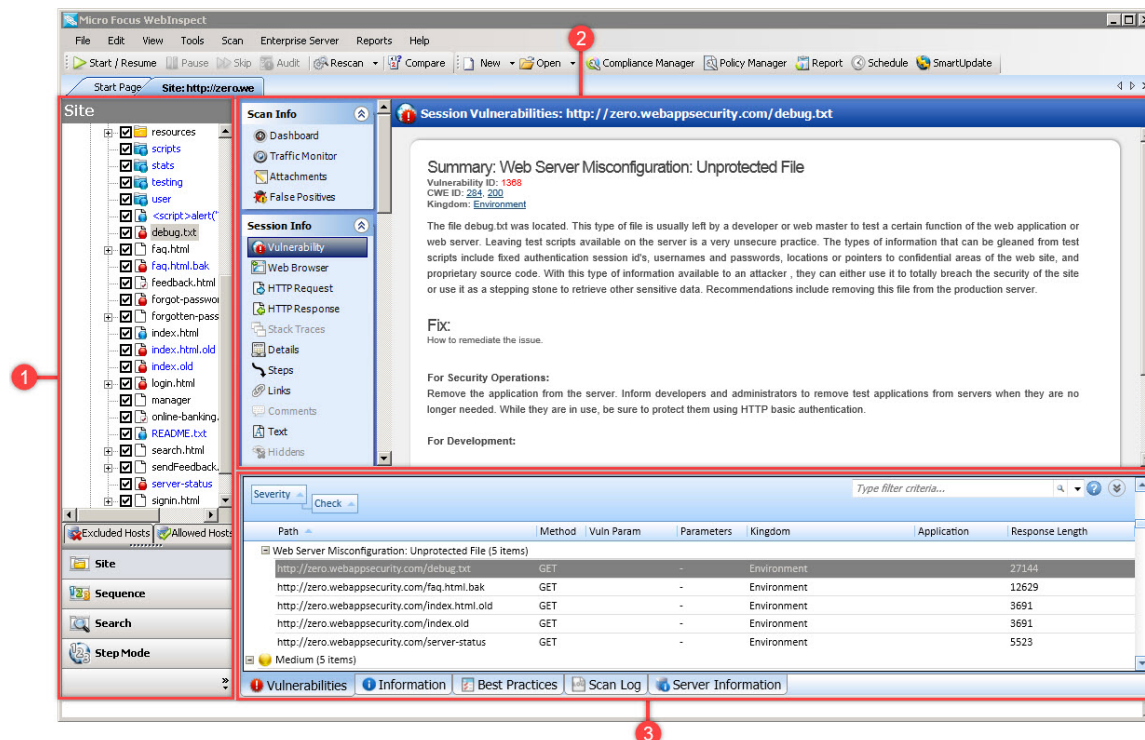 Micro Focus WebInspect
File Edit View Tools Scan Enterprise Server Reports Help
2
Start / Resume Pause Skip Audit Rescan Compare New Open Compliance Manager Policy Manager Report Schedule SmartUpdate
Start Page Site: http://zero.we
Site
resources
scripts
stats
testing
user
<script>alert("
debug.txt
faq.html
faq.html.bak
feedback.html
forgot-passwor
forgotten-pass
index.html
index.html.old
index.old
login.html
manager
online-banking.
README.txt
search.html
sendFeedback.
server-status
signin.html
Excluded Hosts Allowed Hosts
Site
Sequence
Search
Step Mode
1
Scan Info
Dashboard
Traffic Monitor
Attachments
False Positives
Session Info
Vulnerability
Web Browser
HTTP Request
HTTP Response
Stack Traces
Details
Steps
Links
Comments
Text
Hiddens
Session Vulnerabilities: http://zero.webappsecurity.com/debug.txt
Summary: Web Server Misconfiguration: Unprotected File
Vulnerability ID: 1368
CWE ID: 284, 200
Kingdom: Environment
The file debug.txt was located. This type of file is usually left by a developer or web master to test a certain function of the web application or
web server. Leaving test scripts available on the server is a very unsecure practice. The types of information that can be gleaned from test
scripts include fixed authentication session id's, usernames and passwords, locations or pointers to confidential areas of the web site, and
proprietary source code. With this type of information available to an attacker , they can either use it to totally breach the security of the site
or use it as a stepping stone to retrieve other sensitive data. Recommendations include removing this file from the production server.
Fix:
How to remediate the issue.
For Security Operations:
Remove the application from the server. Inform developers and administrators to remove test applications from servers when they are no
longer needed. While they are in use, be sure to protect them using HTTP basic authentication.
For Development:
Severity
Check
Type filter criteria...
Path Method Vuln Param Parameters Kingdom Application Response Length
Web Server Misconfiguration: Unprotected File (5 items)
http://zero.webappsecurity.com/debug.txt GET - Environment 27144
http://zero.webappsecurity.com/faq.html.bak GET - Environment 12629
http://zero.webappsecurity.com/index.html.old GET - Environment 3691
http://zero.webappsecurity.com/index.old GET - Environment 3691
http://zero.webappsecurity.com/server-status GET - Environment 5523
Medium (5 items)
Vulnerabilities Information Best Practices Scan Log Server Information
3